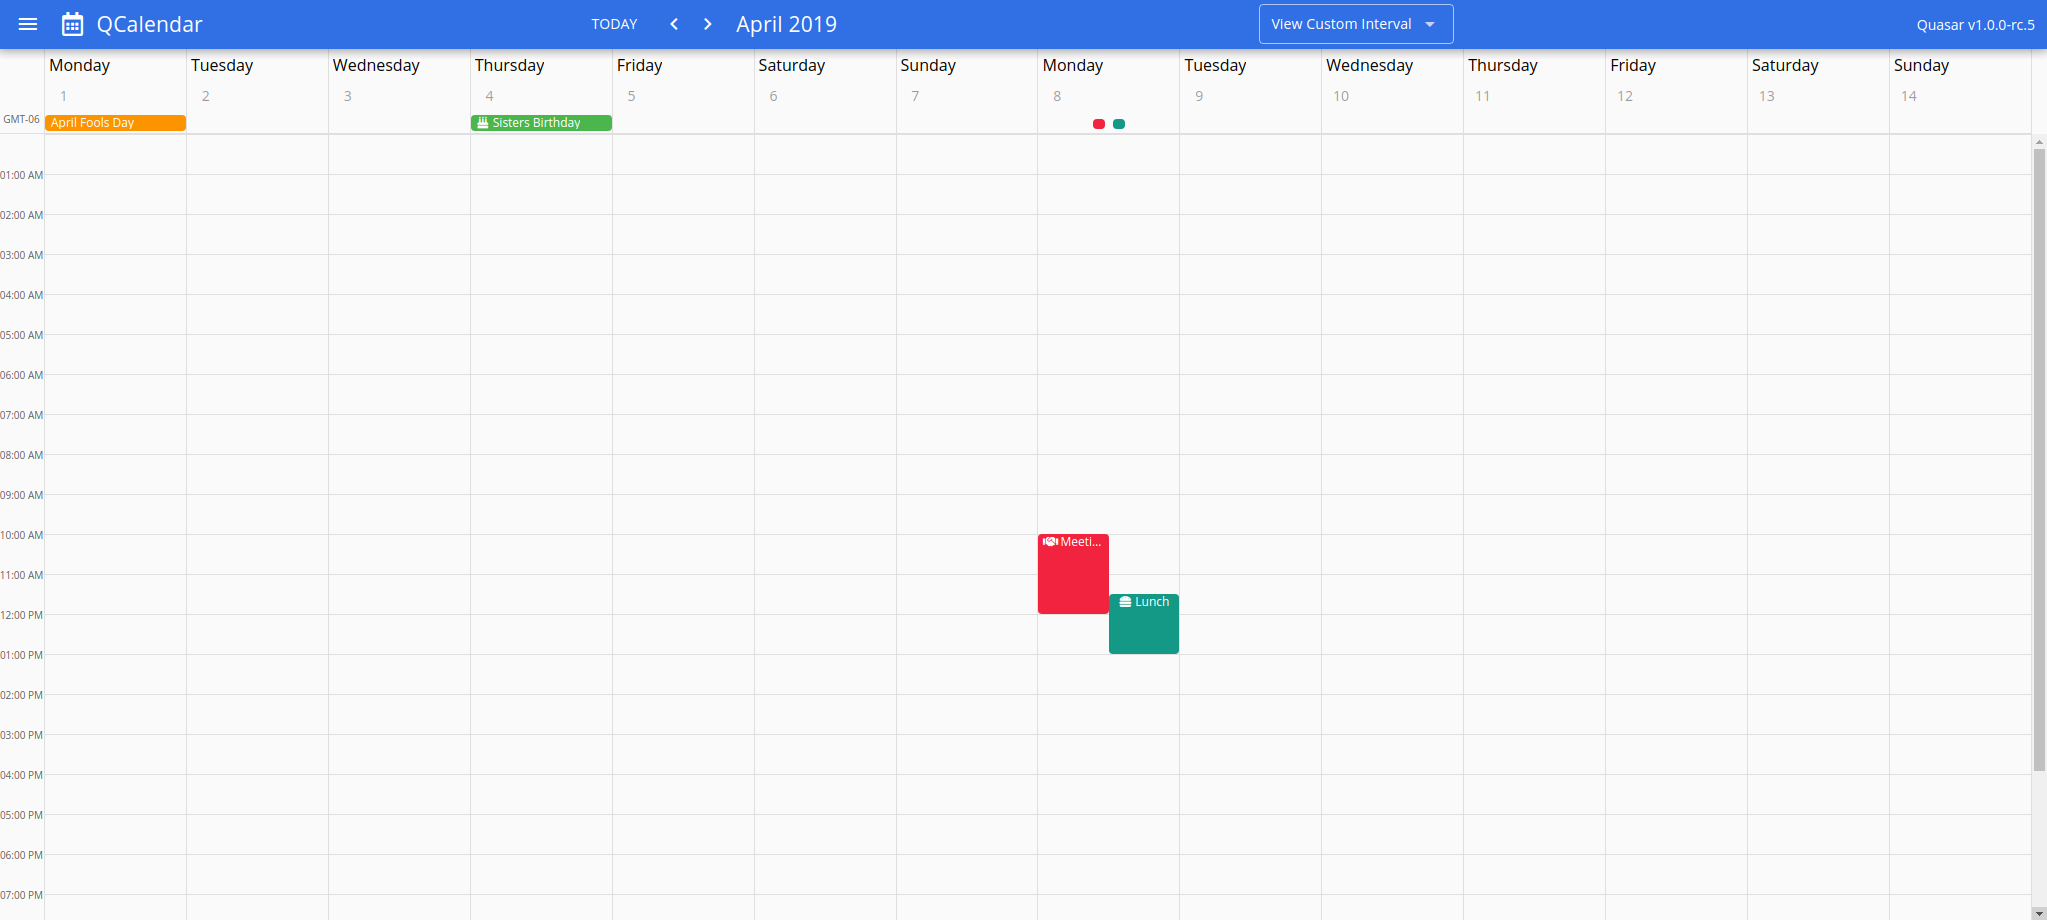 QCalendar TODAY April 2019 View Custom Interval Quasar v1.0.0-rc.5
Monday Tuesday Wednesday Thursday Friday Saturday Sunday Monday Tuesday Wednesday Thursday Friday Saturday Sunday
1 2 3 4 5 6 7 8 9 10 11 12 13 14
GMT-06 April Fools Day Sisters Birthday
01:00 AM
02:00 AM
03:00 AM
04:00 AM
05:00 AM
06:00 AM
07:00 AM
08:00 AM
09:00 AM
10:00 AM Meeti...
11:00 AM
Lunch
12:00 PM
01:00 PM
02:00 PM
03:00 PM
04:00 PM
05:00 PM
06:00 PM
07:00 PM